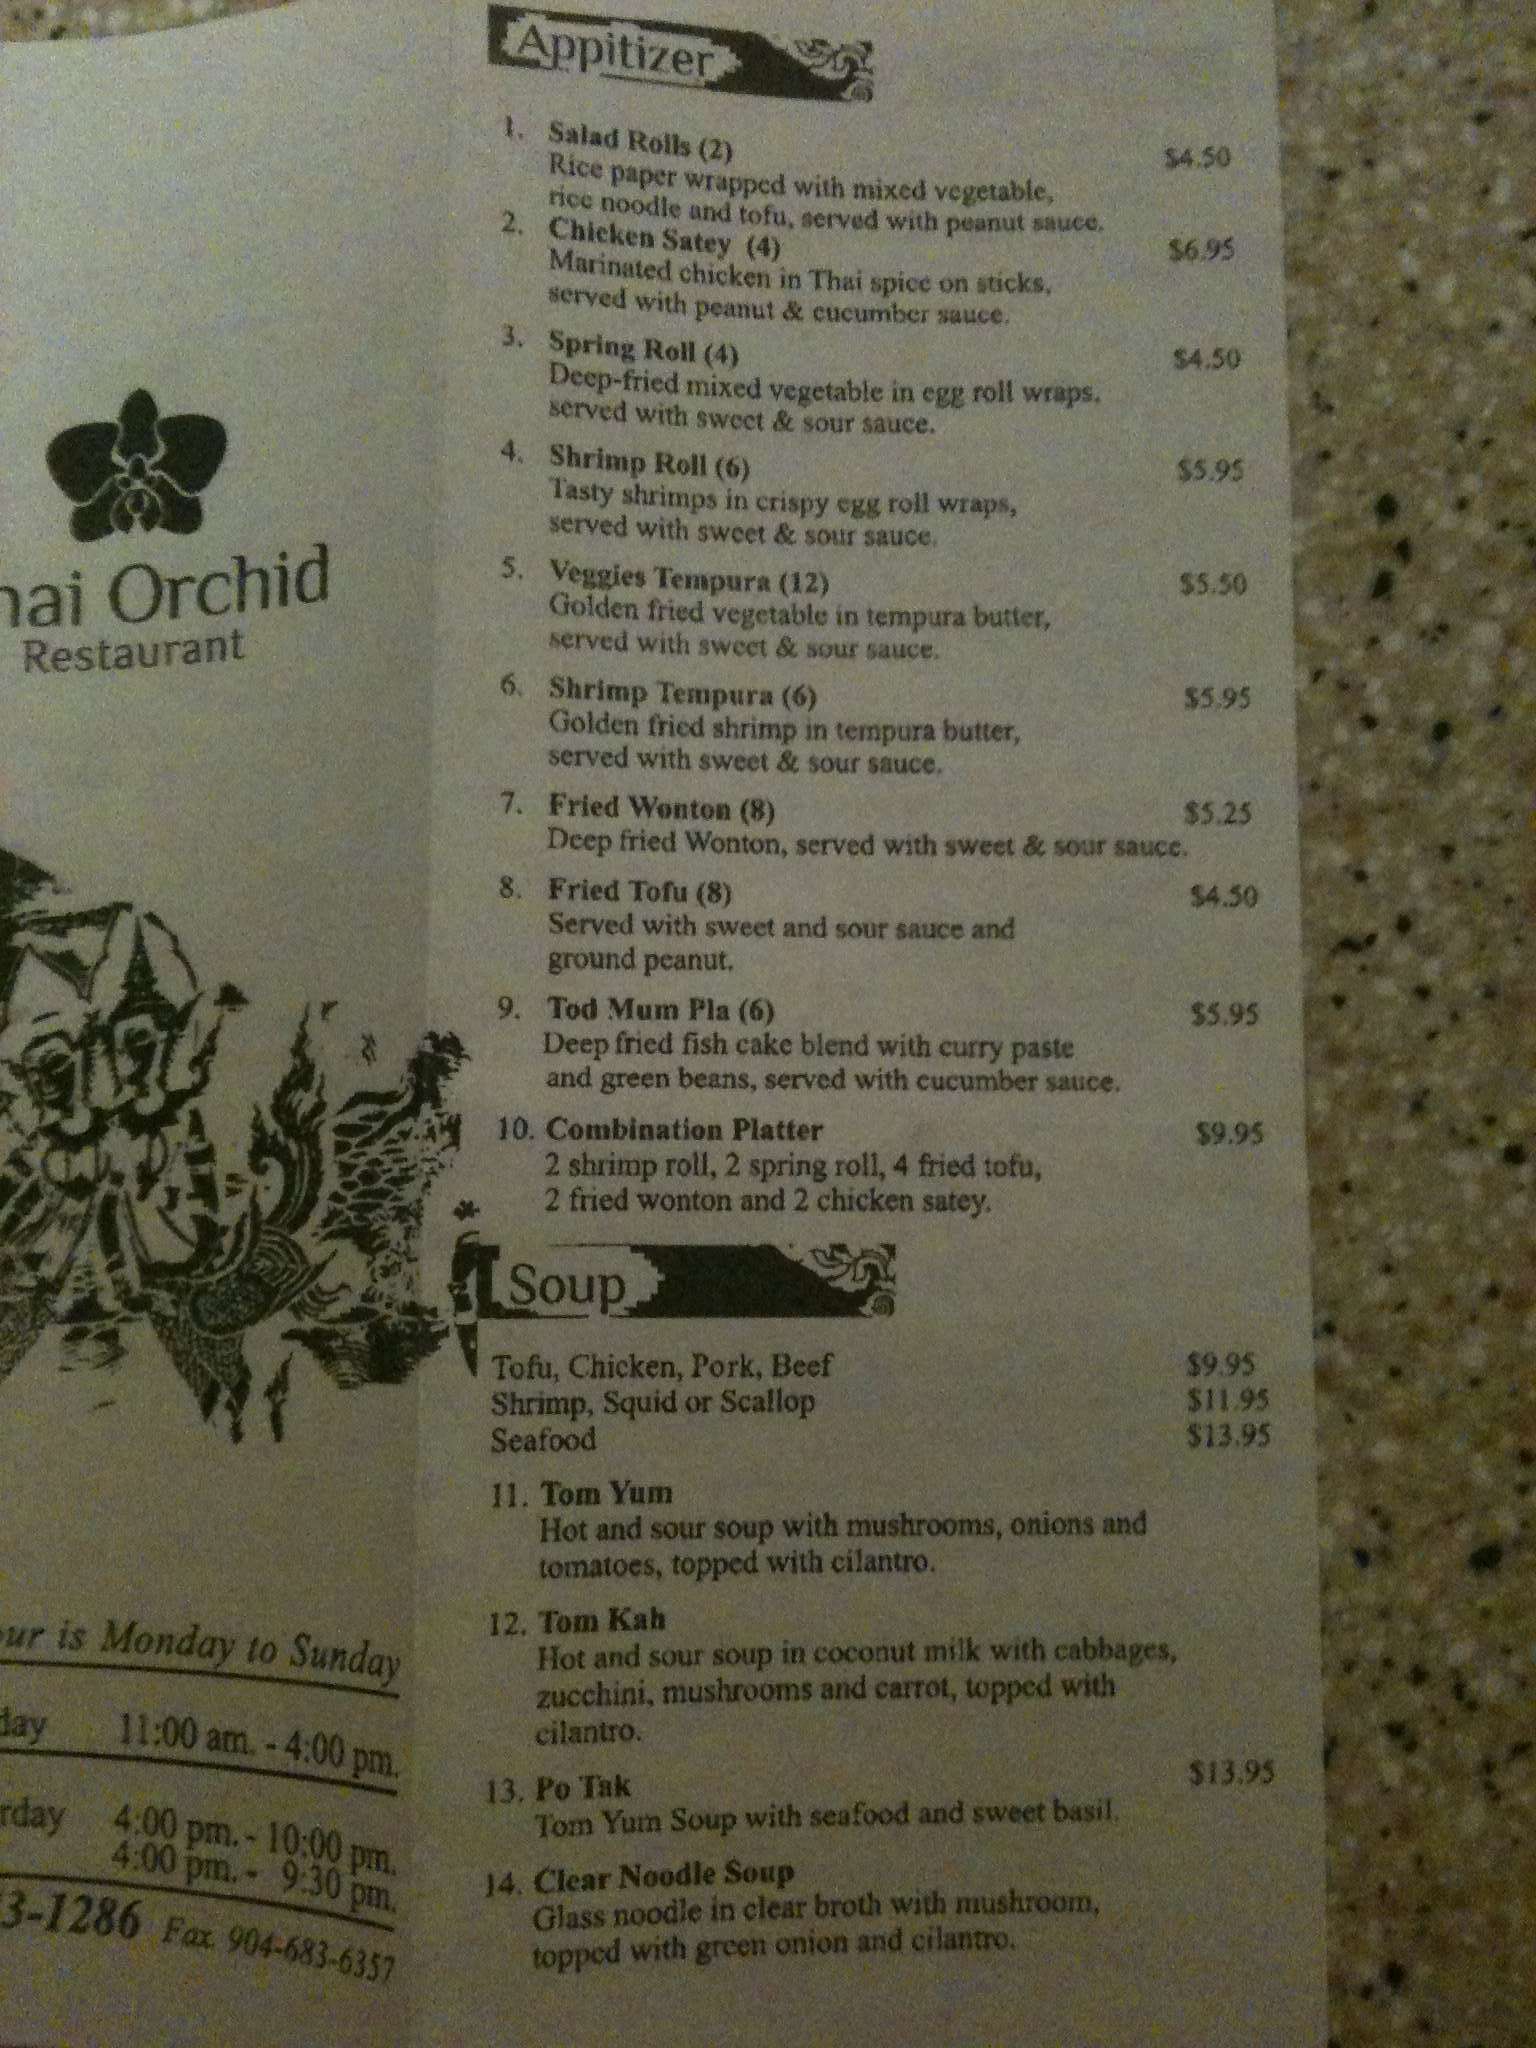 Appitizer
1. Salad Rolls (2) $4.50
Rice paper wrapped with mixed vegetable,
rice noodle and tofu, served with peanut sauce.
2. Chicken Satey (4) $6.95
Marinated chicken in Thai spice on sticks,
served with peanut & cucumber sauce.
3. Spring Roll (4) $4.50
Deep-fried mixed vegetable in egg roll wraps,
served with sweet & sour sauce.
4. Shrimp Roll (6) $5.95
Tasty shrimps in crispy egg roll wraps,
served with sweet & sour sauce.
5. Veggies Tempura (12) $5.50
Golden fried vegetable in tempura butter,
served with sweet & sour sauce.
6. Shrimp Tempura (6) $5.95
Golden fried shrimp in tempura butter,
served with sweet & sour sauce.
7. Fried Wonton (8) $5.25
Deep fried Wonton, served with sweet & sour sauce.
8. Fried Tofu (8) $4.50
Served with sweet and sour sauce and
ground peanut.
9. Tod Mum Pla (6) $5.95
Deep fried fish cake blend with curry paste
and green beans, served with cucumber sauce.
10. Combination Platter $9.95
2 shrimp roll, 2 spring roll, 4 fried tofu,
2 fried wonton and 2 chicken satey.
Soup
Tofu, Chicken, Pork, Beef $9.95
Shrimp, Squid or Scallop $11.95
Seafood $13.95
11. Tom Yum
Hot and sour soup with mushrooms, onions and
tomatoes, topped with cilantro.
12. Tom Kah
Hot and sour soup in coconut milk with cabbages,
zucchini, mushrooms and carrot, topped with
cilantro.
13. Po Tak $13.95
Tom Yum Soup with seafood and sweet basil.
14. Clear Noodle Soup
Glass noodle in clear broth with mushroom,
topped with green onion and cilantro.
hai Orchid
Restaurant
our is Monday to Sunday
day 11:00 am. - 4:00 pm.
rday 4:00 pm. - 10:00 pm.
4:00 pm. - 9:30 pm.
3-1286 Fax. 904-683-6357